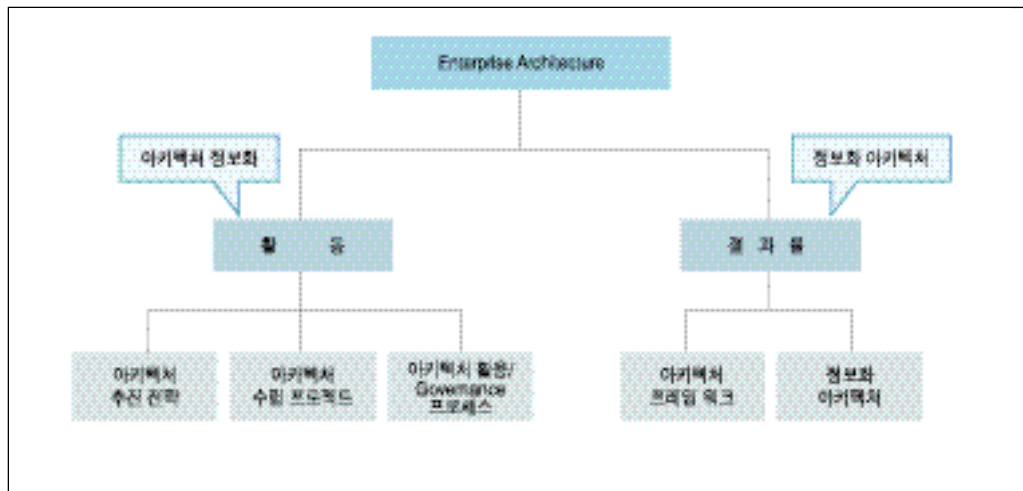 Enterprise Architecture
아키텍처 정보화
정보화 아키텍처
활 동
결 과 물
아키텍처
추진 전략
아키텍처
수립 프로젝트
아키텍처 활용/
Governance
프로세스
아키텍처
프레임 워크
정보화
아키텍처